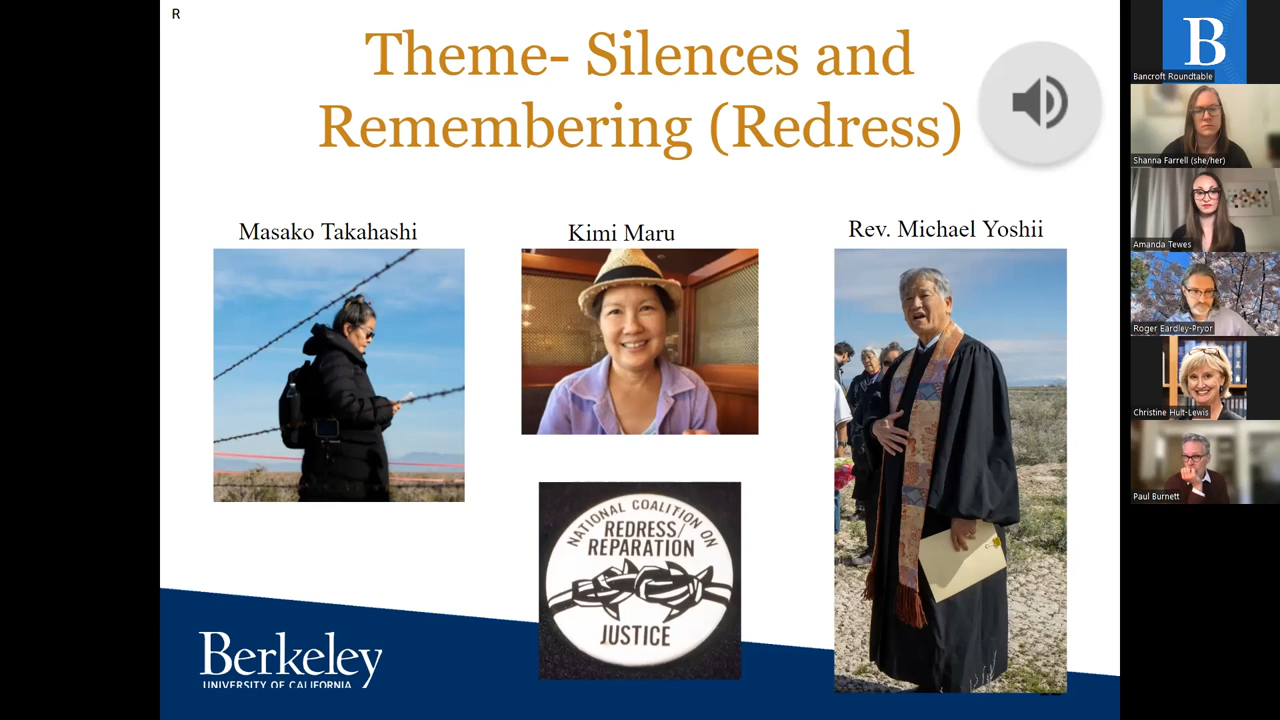 R
Theme- Silences and
Remembering (Redress)
Masako Takahashi
Kimi Maru
Rev. Michael Yoshii
NATIONAL COALITION ON
REDRESS/
REPARATION
JUSTICE
Berkeley
UNIVERSITY OF CALIFORNIA
B
Bancroft Roundtable
Shanna Farrell (she/her)
Amanda Tewes
Roger Eardley-Pryor
Christine Hult-Lewis
Paul Burnett